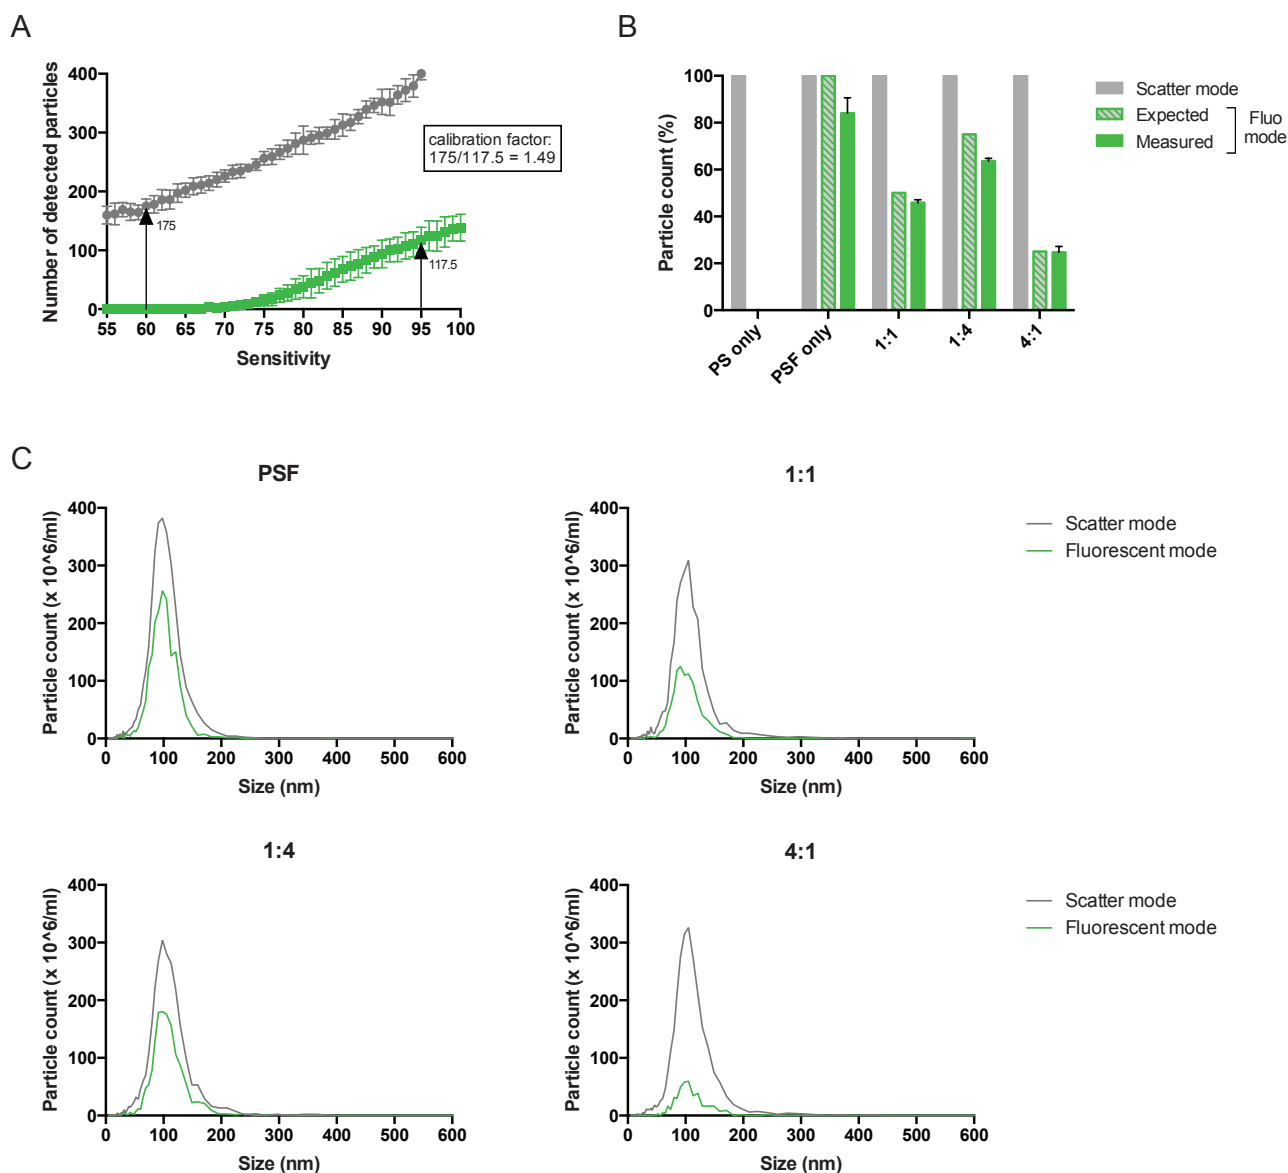 A
Number of detected particles
400
300
200
100
0
175
117.5
calibration factor:
175/117.5 = 1.49
55 60 65 70 75 80 85 90 95 100
Sensitivity
B
Particle count (%)
100
80
60
40
20
0
PS only
PSF only
1:1
1:4
4:1
Scatter mode
Expected
Measured
Fluo
mode
C
PSF
Particle count (x 10^6/ml)
400
300
200
100
0
0 100 200 300 400 500 600
Size (nm)
1:1
Particle count (x 10^6/ml)
400
300
200
100
0
0 100 200 300 400 500 600
Size (nm)
Scatter mode
Fluorescent mode
1:4
Particle count (x 10^6/ml)
400
300
200
100
0
0 100 200 300 400 500 600
Size (nm)
4:1
Particle count (x 10^6/ml)
400
300
200
100
0
0 100 200 300 400 500 600
Size (nm)
Scatter mode
Fluorescent mode